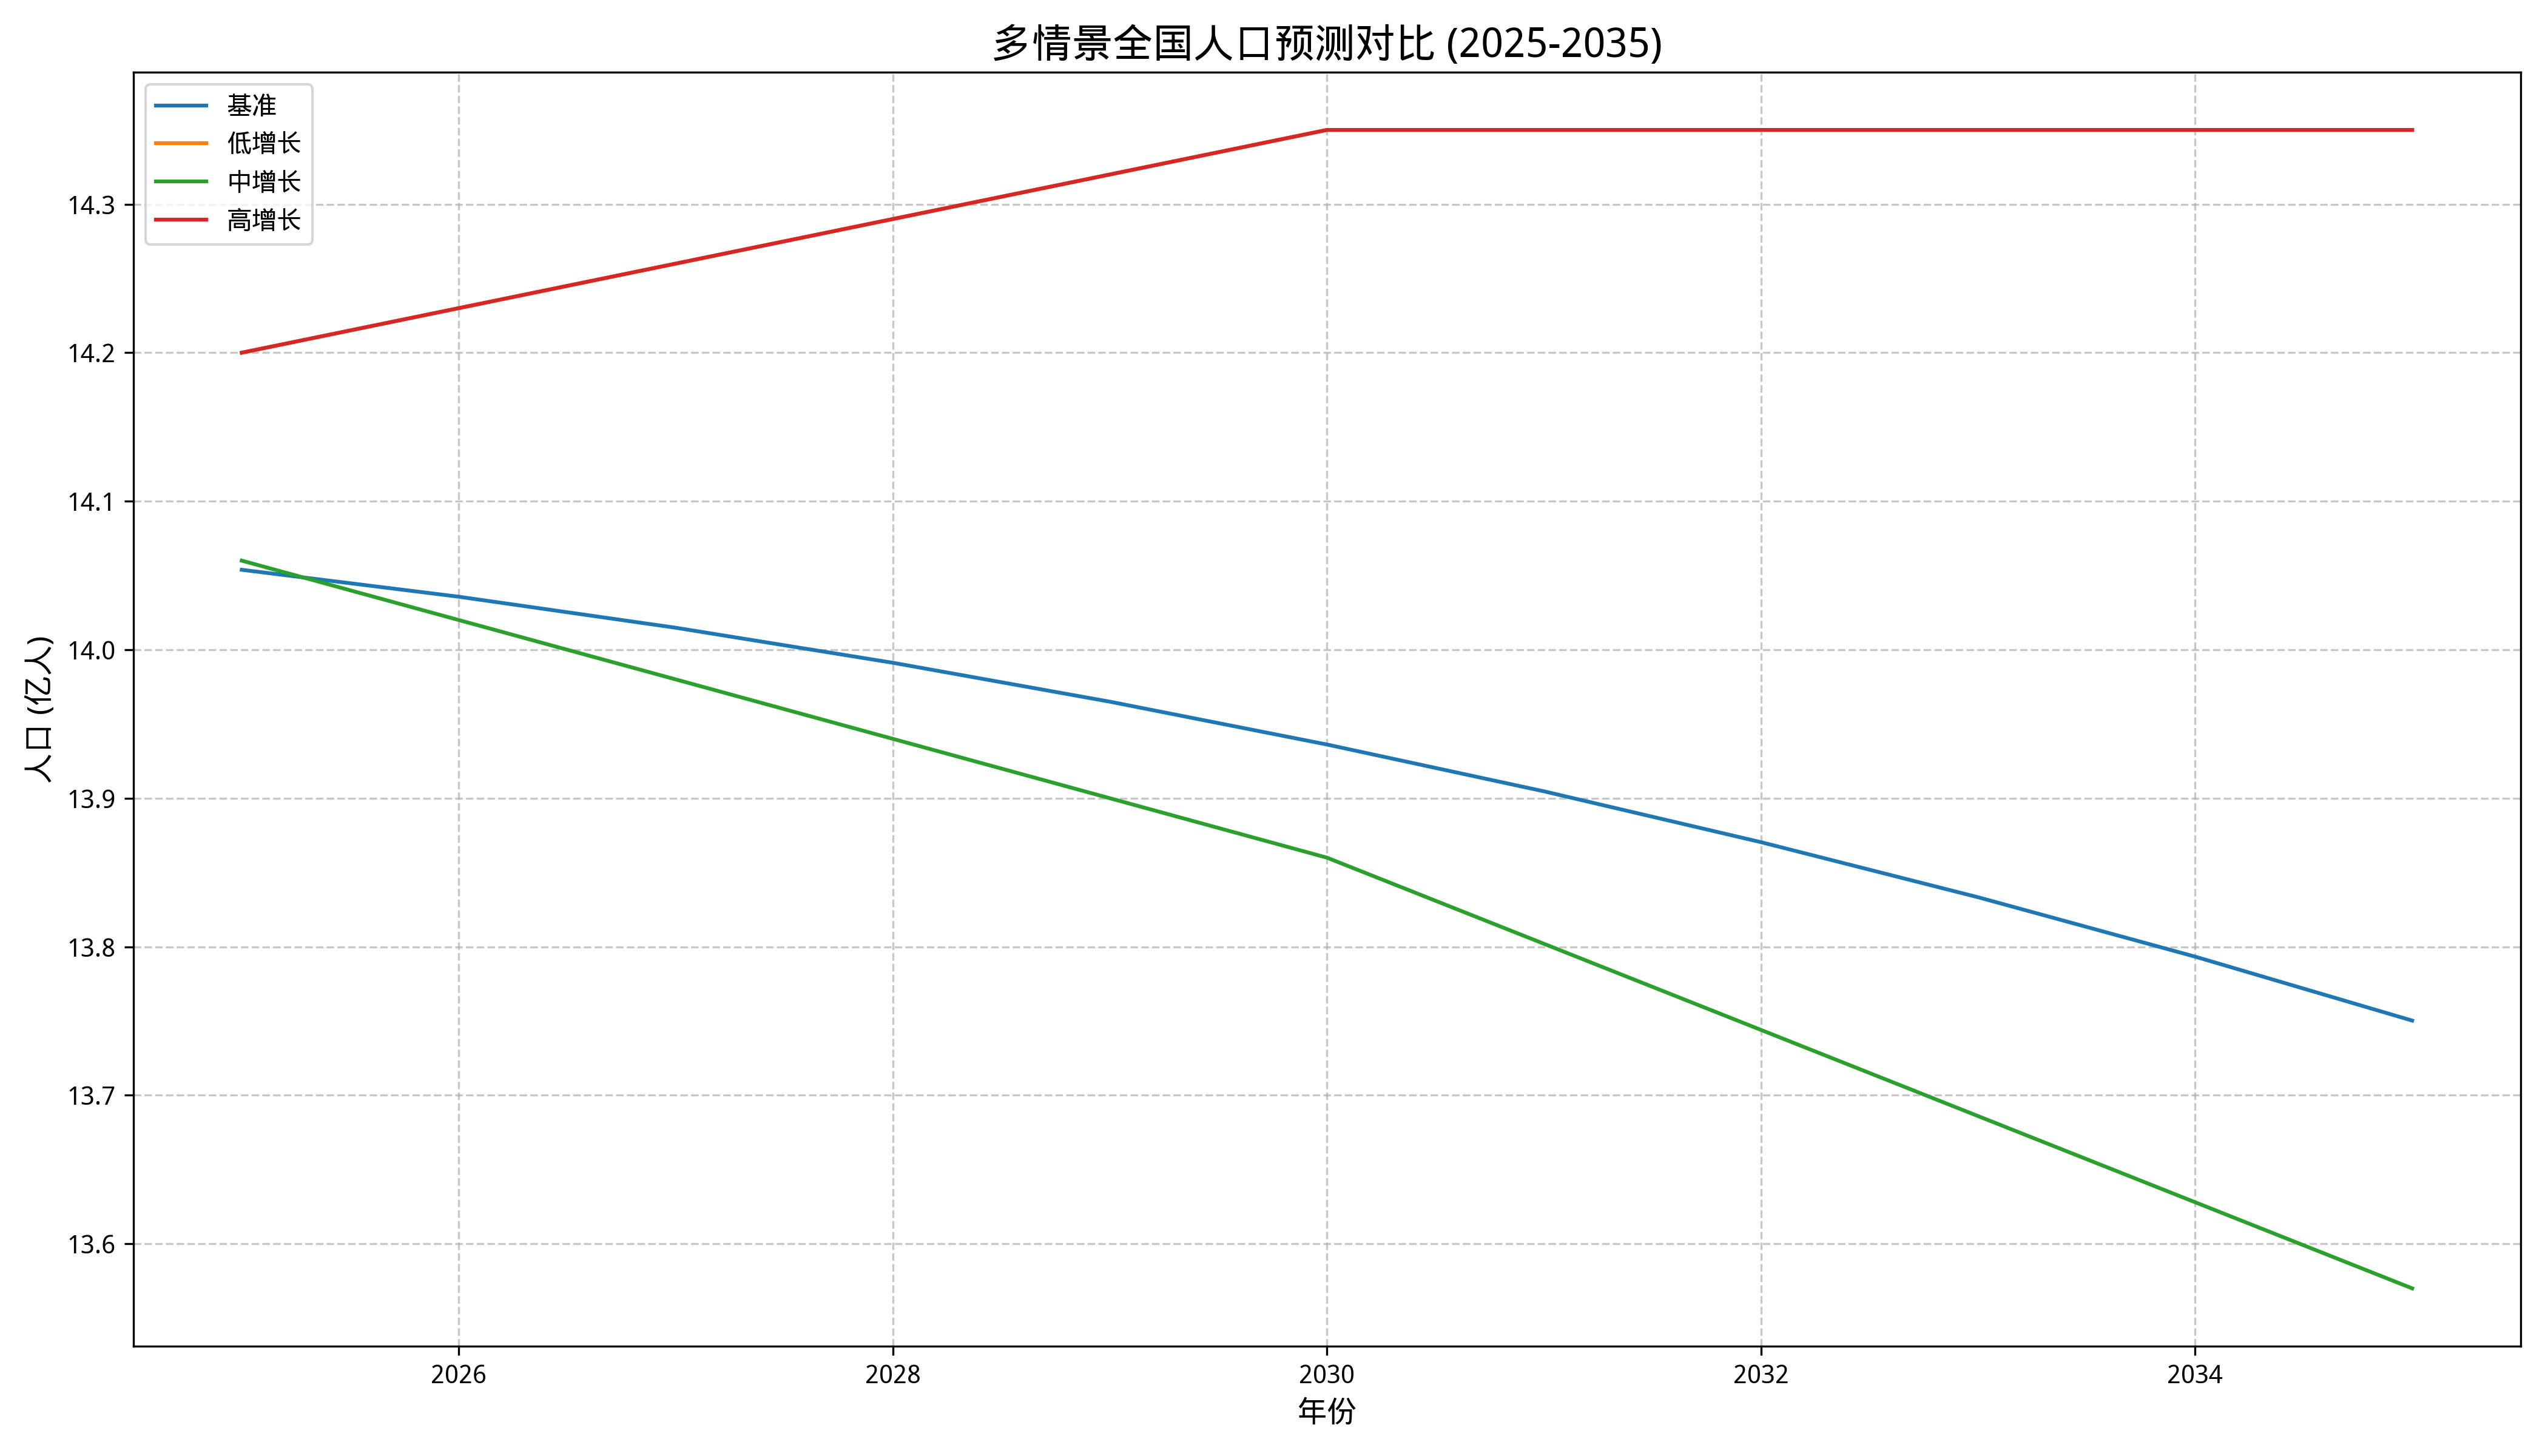 多情景全国人口预测对比 (2025-2035)
基准
低增长
中增长
高增长
14.3
14.2
14.1
14.0
13.9
13.8
13.7
13.6
人口 (亿人)
2026
2028
2030
2032
2034
年份